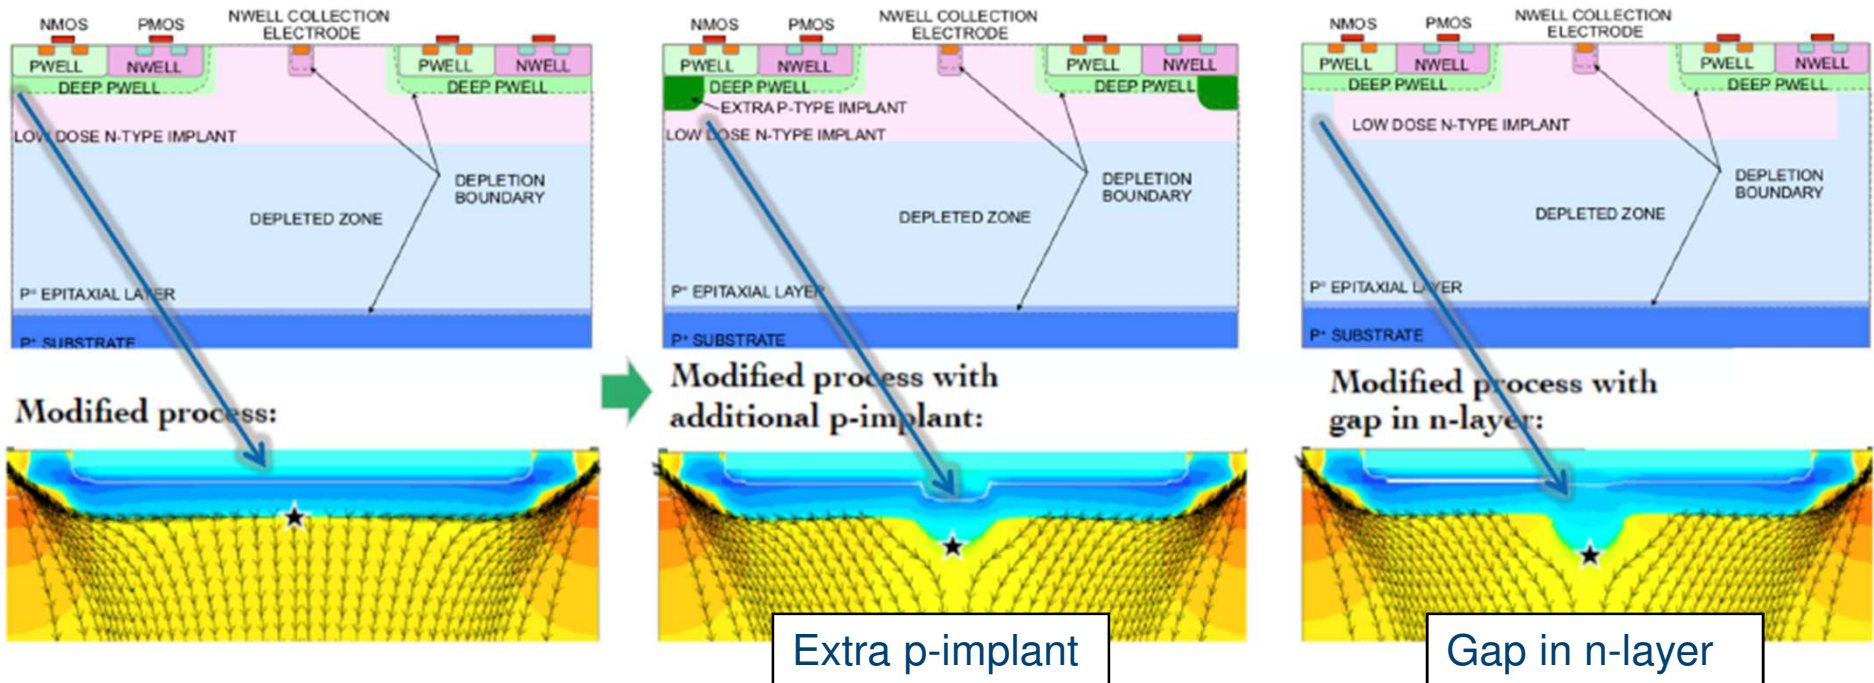 NMOS
PMOS
NWELL COLLECTION
ELECTRODE
PWELL
NWELL
PWELL
NWELL
DEEP PWELL
DEEP PWELL
LOW DOSE N-TYPE IMPLANT
DEPLETION
BOUNDARY
DEPLETED ZONE
P⁼ EPITAXIAL LAYER
P⁺ SUBSTRATE
Modified process:
NMOS
PMOS
NWELL COLLECTION
ELECTRODE
PWELL
NWELL
PWELL
NWELL
DEEP PWELL
DEEP PWELL
EXTRA P-TYPE IMPLANT
LOW DOSE N-TYPE IMPLANT
DEPLETION
BOUNDARY
DEPLETED ZONE
P⁼ EPITAXIAL LAYER
P⁺ SUBSTRATE
Modified process with
additional p-implant:
Extra p-implant
NMOS
PMOS
NWELL COLLECTION
ELECTRODE
PWELL
NWELL
PWELL
NWELL
DEEP PWELL
DEEP PWELL
LOW DOSE N-TYPE IMPLANT
DEPLETION
BOUNDARY
DEPLETED ZONE
P⁼ EPITAXIAL LAYER
P⁺ SUBSTRATE
Modified process with
gap in n-layer:
Gap in n-layer